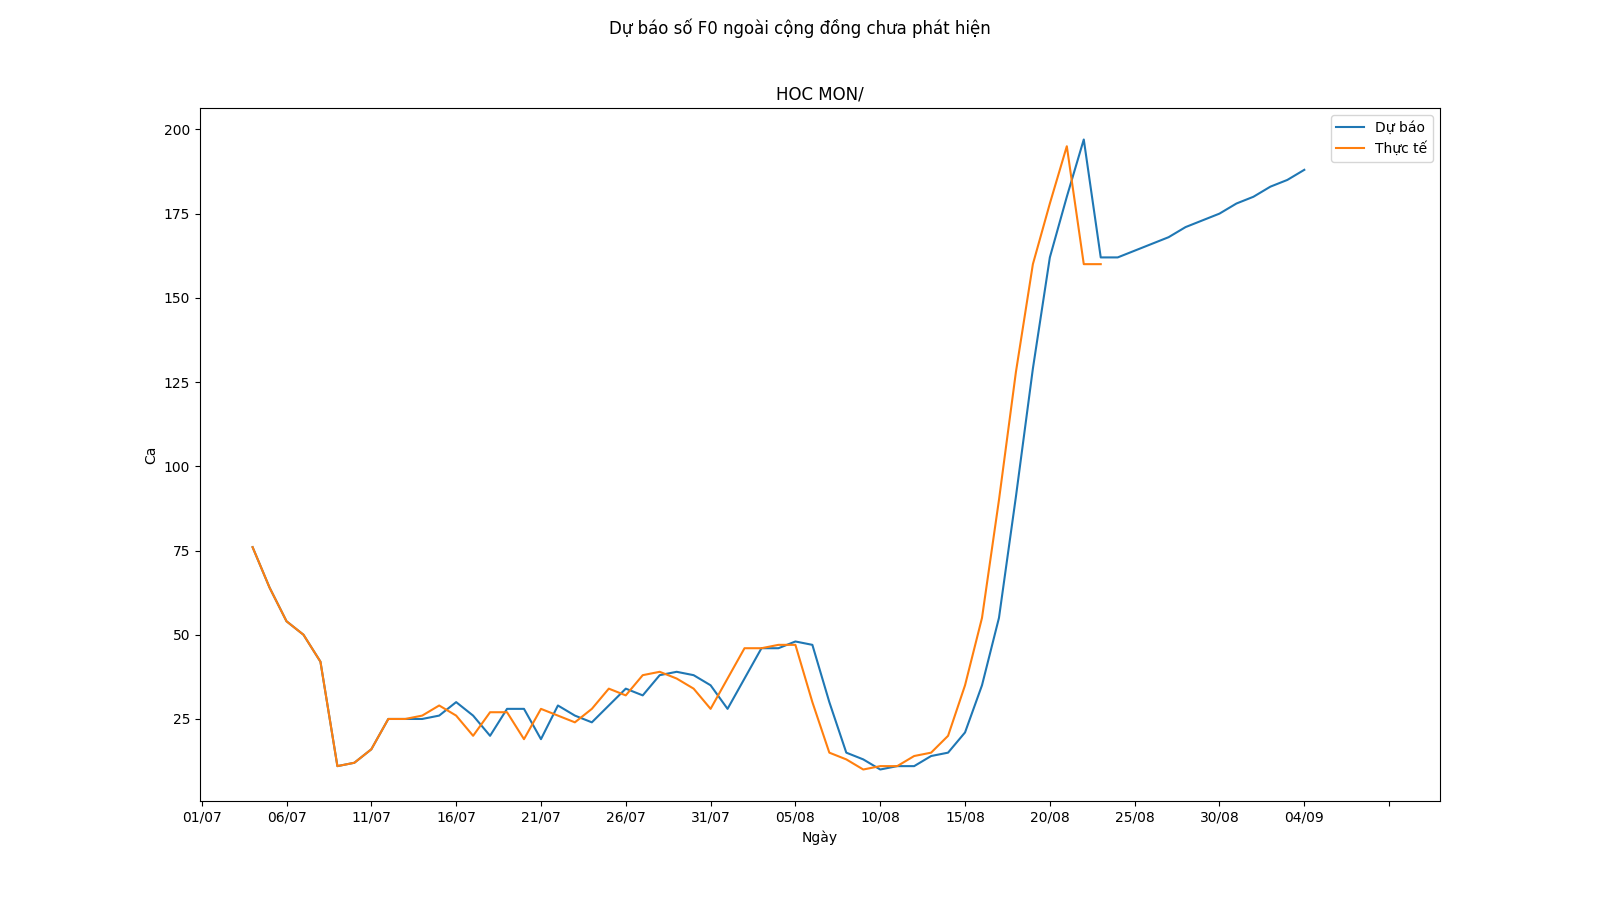 Dự báo số F0 ngoài cộng đồng chưa phát hiện
HOC MON/
Dự báo
Thực tế
200
175
150
125
100
75
50
25
Ca
01/07 06/07 11/07 16/07 21/07 26/07 31/07 05/08 10/08 15/08 20/08 25/08 30/08 04/09
Ngày